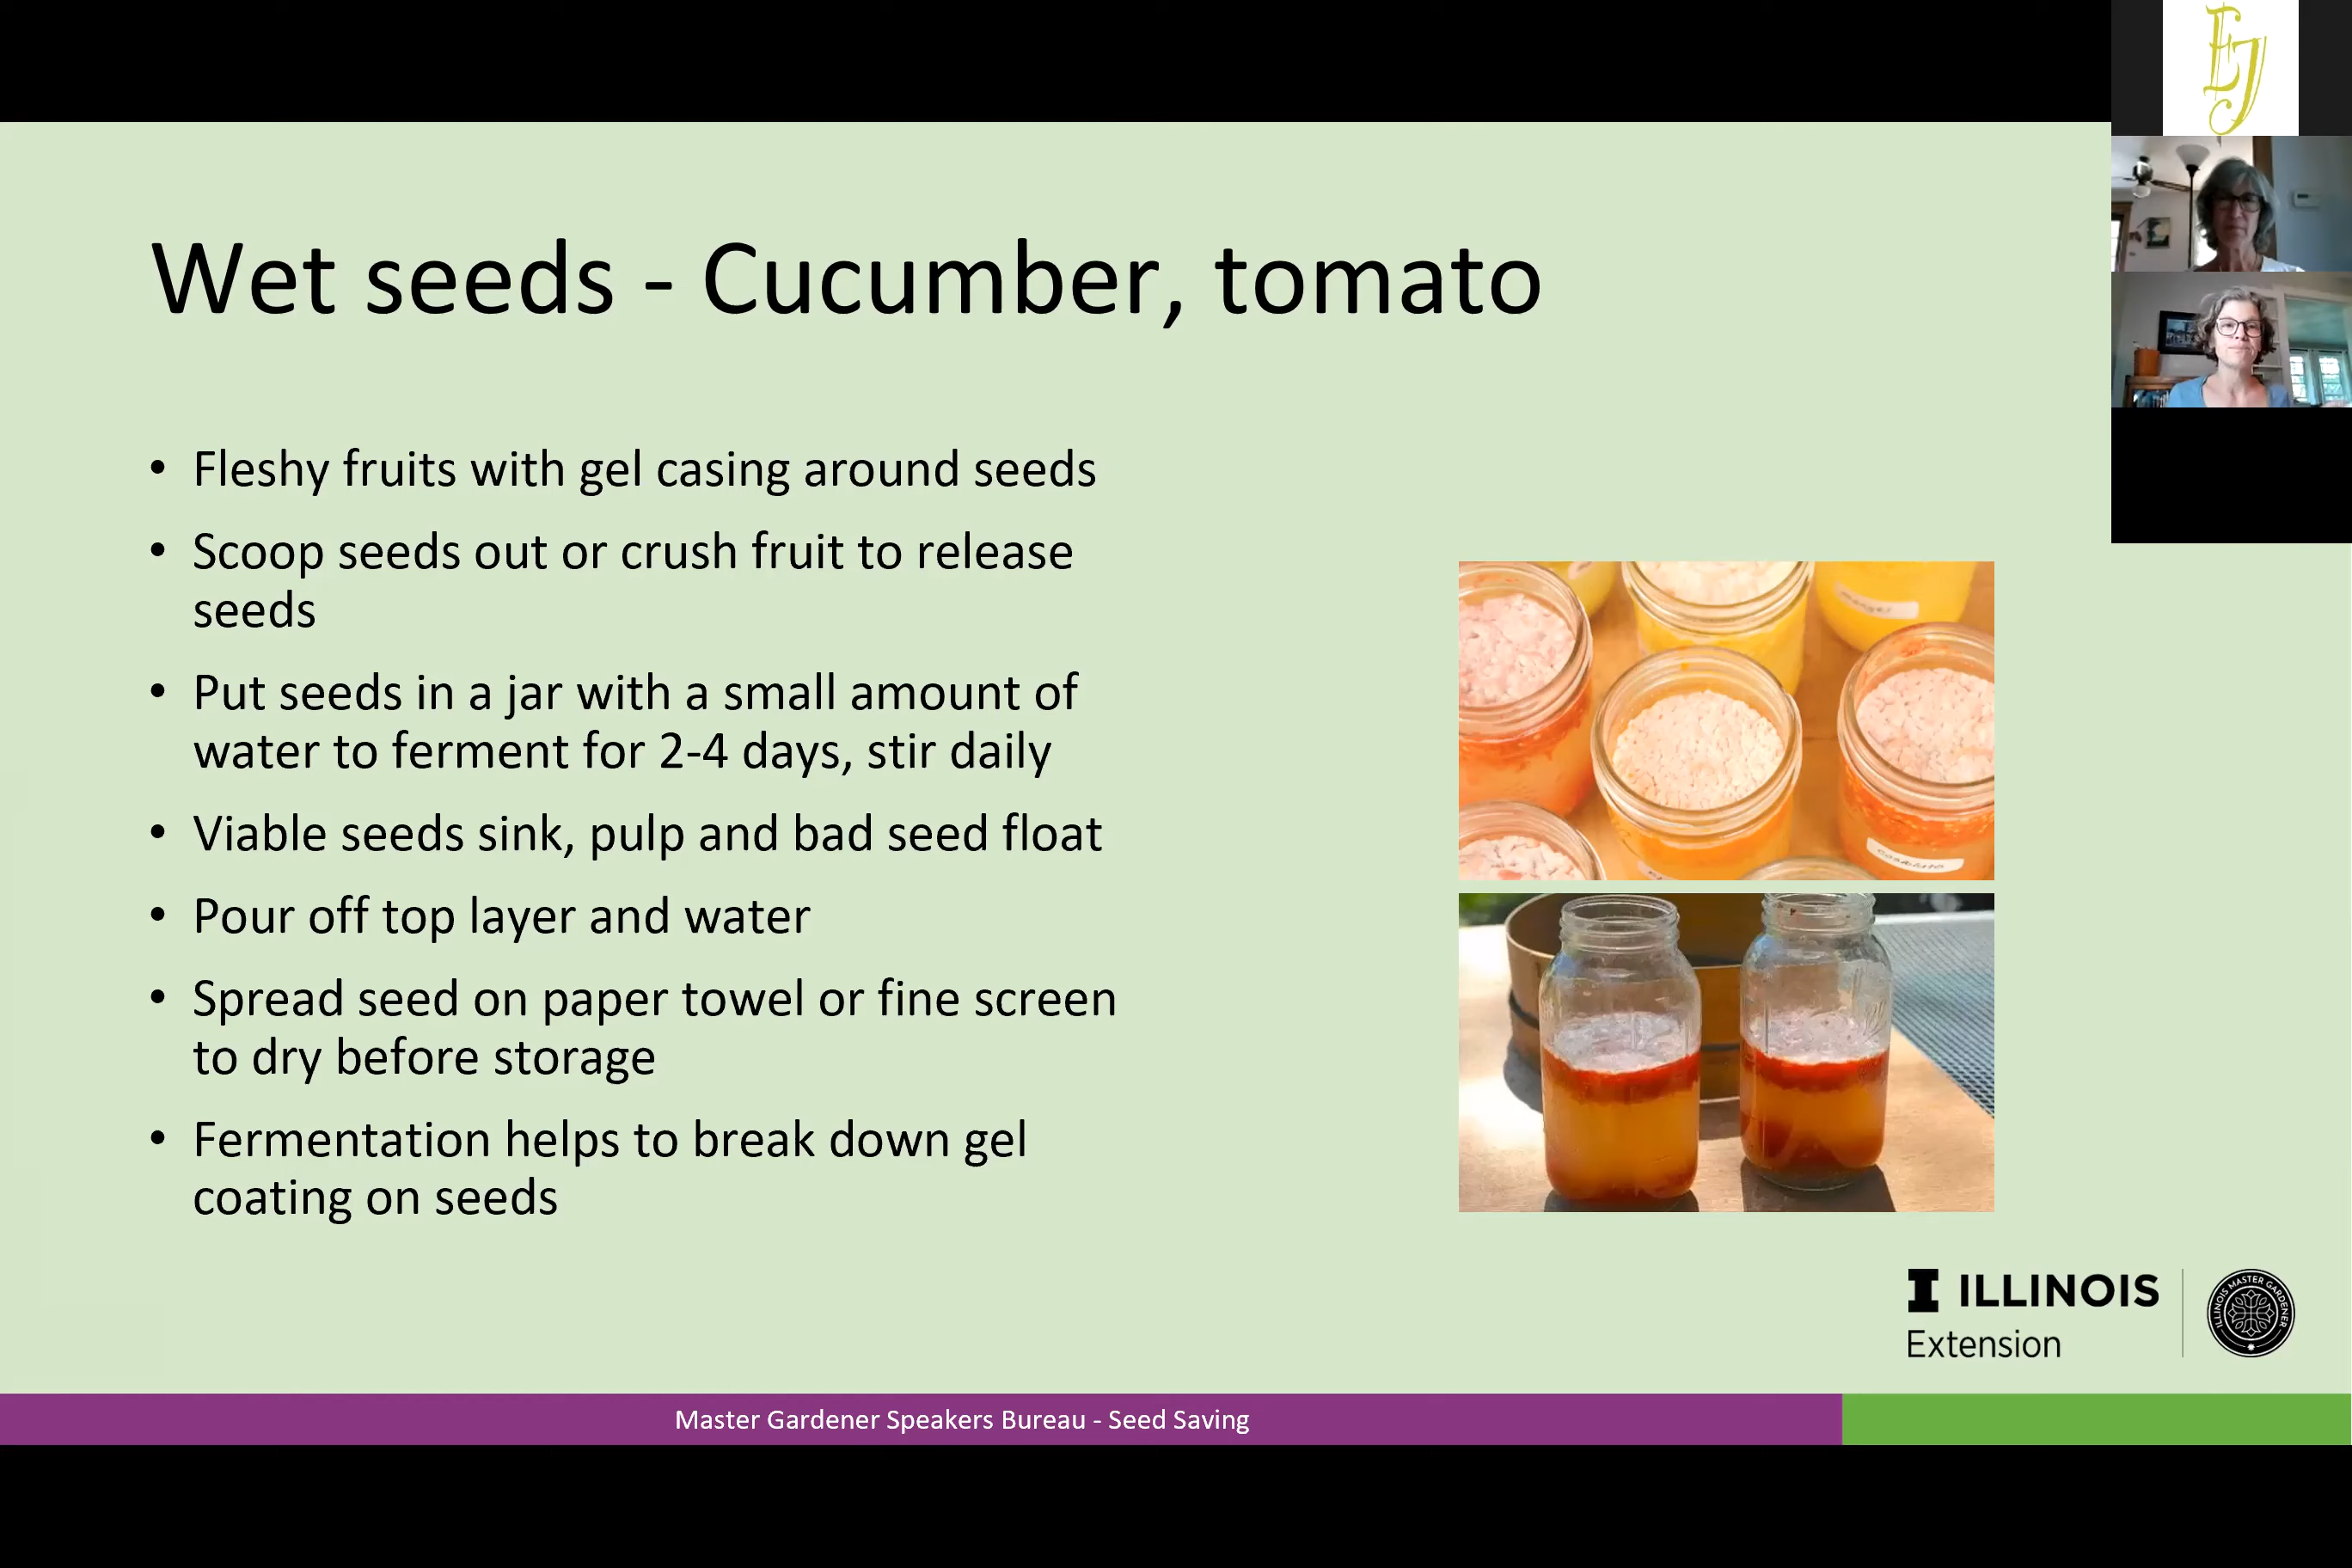 EJ
Wet seeds - Cucumber, tomato
• Fleshy fruits with gel casing around seeds
• Scoop seeds out or crush fruit to release
seeds
• Put seeds in a jar with a small amount of
water to ferment for 2-4 days, stir daily
• Viable seeds sink, pulp and bad seed float
• Pour off top layer and water
• Spread seed on paper towel or fine screen
to dry before storage
• Fermentation helps to break down gel
coating on seeds
I ILLINOIS
Extension
ILLINOIS MASTER GARDENER
Master Gardener Speakers Bureau - Seed Saving